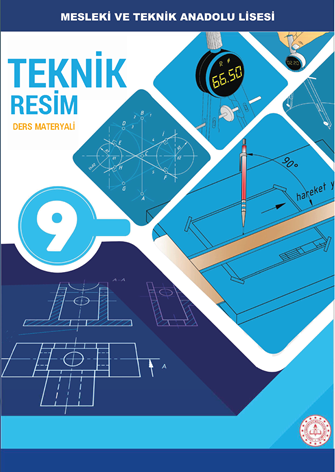 MESLEKİ VE TEKNİK ANADOLU LİSESİ
TEKNİK
RESİM
DERS MATERYALİ
66.50
90°
hareket y
9
A-A
A